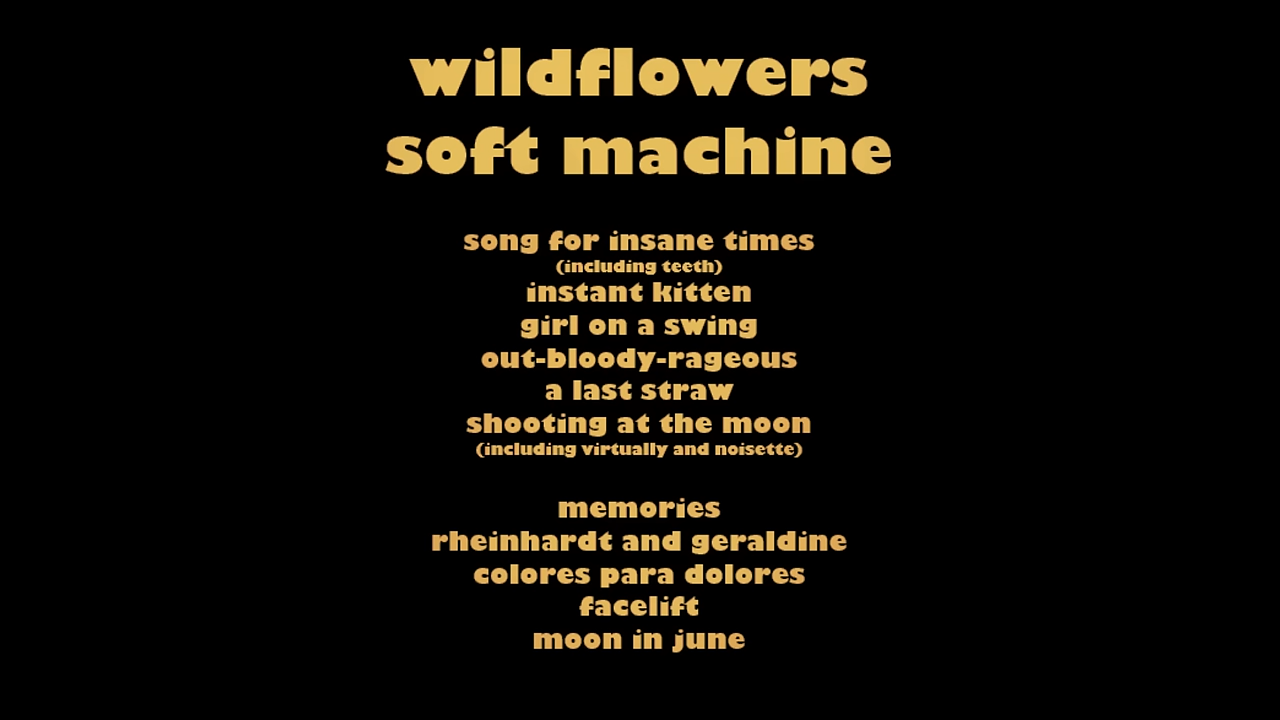 wildflowers
soft machine
song for insane times
(including teeth)
instant kitten
girl on a swing
out-bloody-rageous
a last straw
shooting at the moon
(including virtually and noisette)
memories
rheinhardt and geraldine
colores para dolores
facelift
moon in june